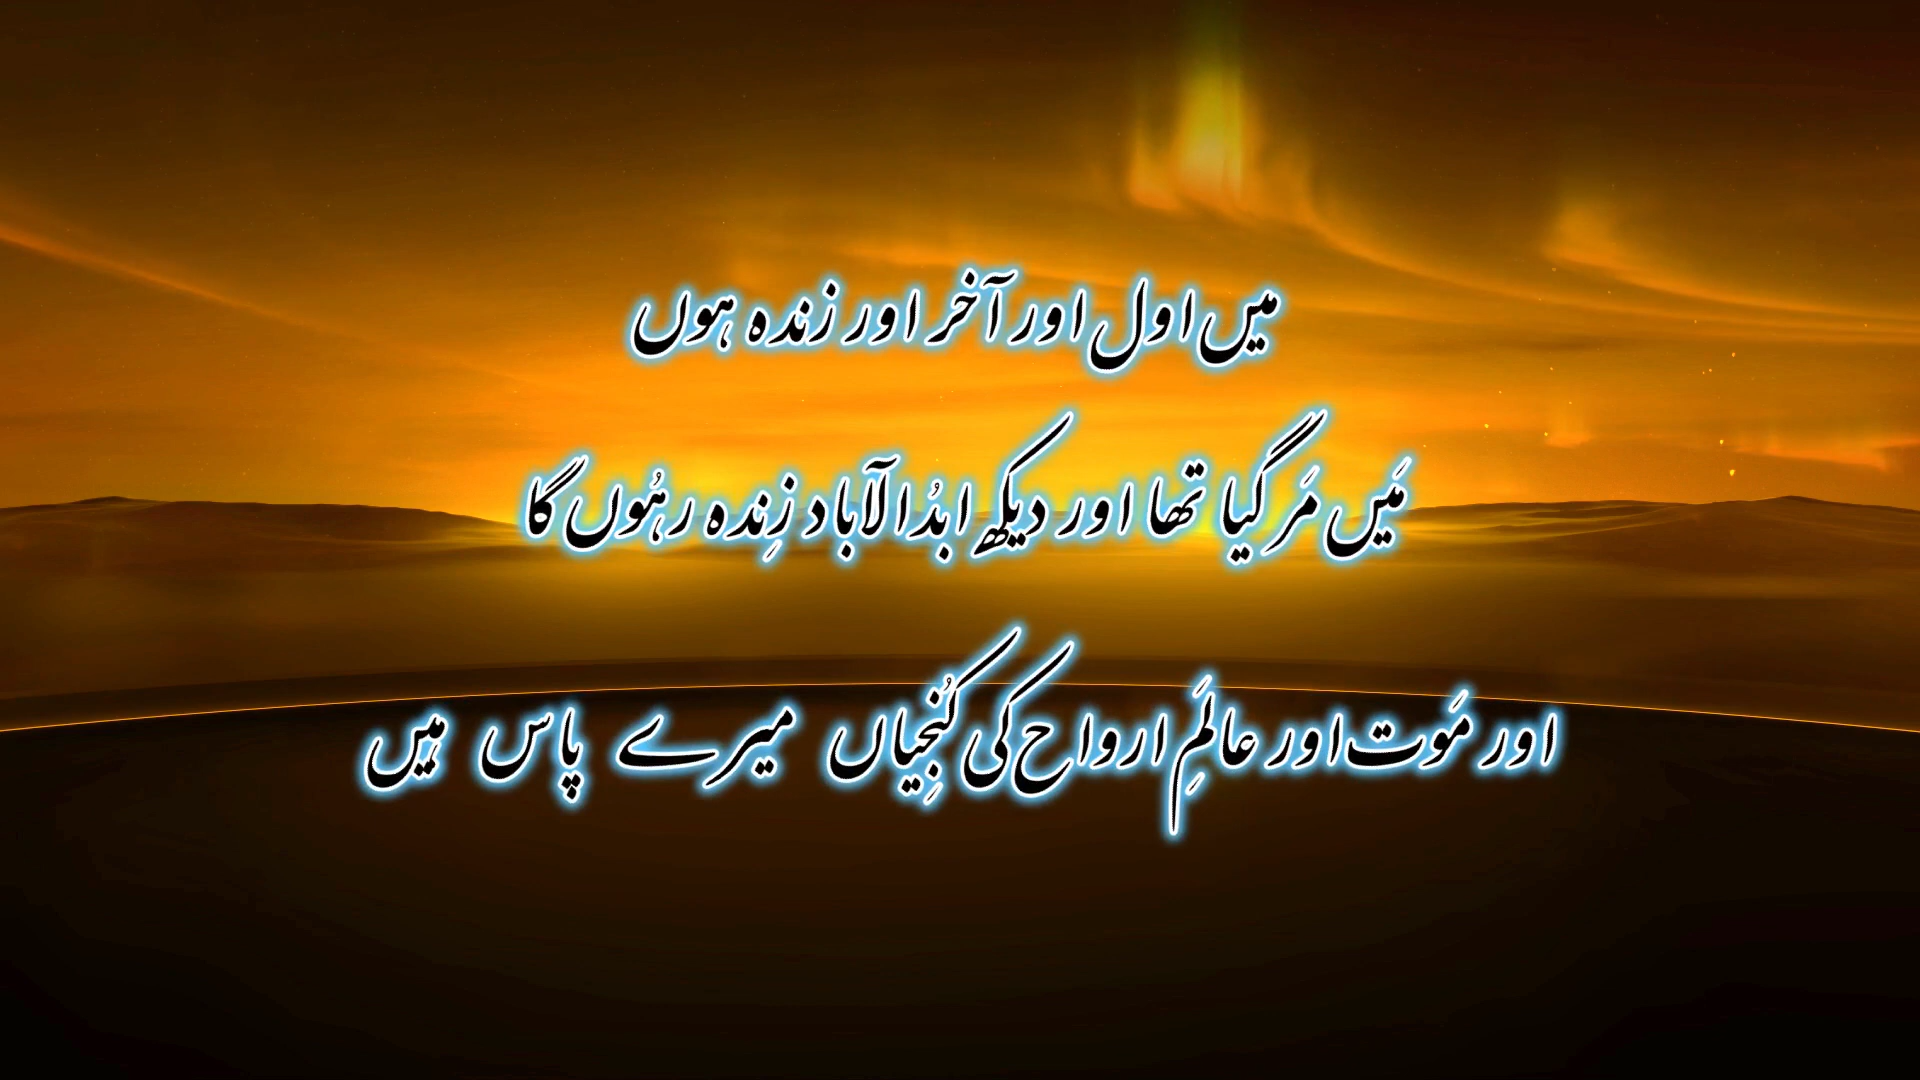 میں اول اور آخر اور زندہ ہوں
مَیں مَر گیا تھا اور دیکھ ابدُالآباد زِندہ رہُوں گا
اور مَوت اور عالَمِ ارواح کی کُنجِیاں میرے پاس ہیں